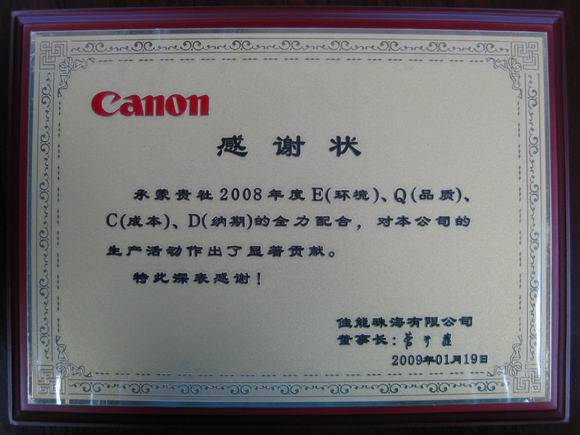 Canon
感谢状
承蒙贵社2008年度E(环境)、Q(品质)、
C(成本)、D(纳期)的全力配合，对本公司的
生产活动作出了显著贡献。
特此深表感谢！
佳能珠海有限公司
董事长：
2009年01月19日